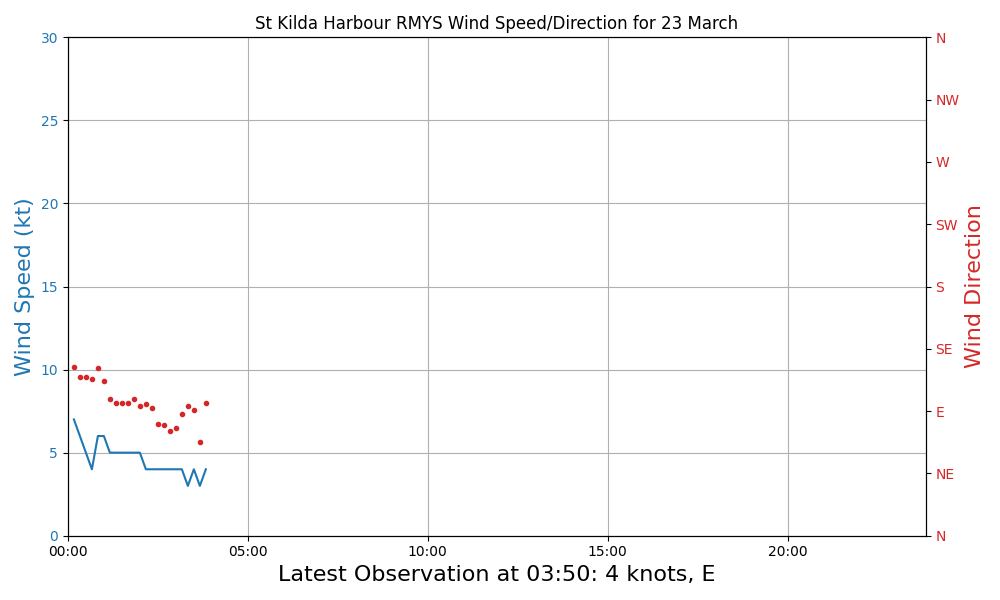 St Kilda Harbour RMYS Wind Speed/Direction for 23 March
30
25
20
15
10
5
0
Wind Speed (kt)
N
NW
W
SW
S
SE
E
NE
N
Wind Direction
00:00
05:00
10:00
15:00
20:00
Latest Observation at 03:50: 4 knots, E